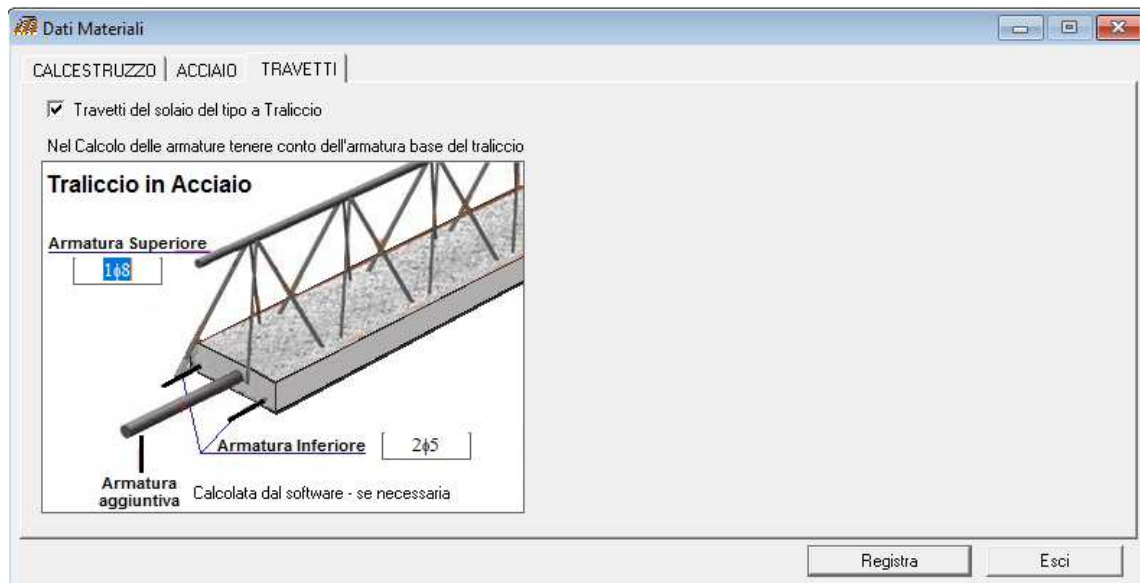 Dati Materiali
CALCESTRUZZO ACCIAIO TRAVETTI
Travetti del solaio del tipo a Traliccio
Nel Calcolo delle armature tenere conto dell'armatura base del traliccio
Traliccio in Acciaio
Armatura Superiore
1ϕ8
Armatura Inferiore 2ϕ5
Armatura
aggiuntiva
Calcolata dal software - se necessaria
Registra Esci